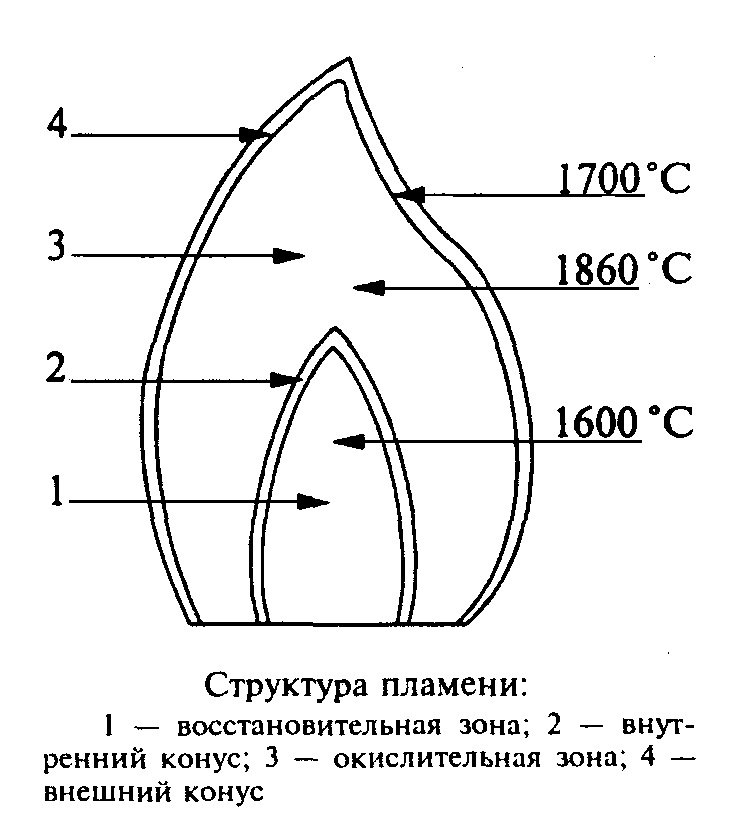 4
1700°C
3
1860°C
2
1600°C
1
Структура пламени:
1 — восстановительная зона; 2 — внут-
ренний конус; 3 — окислительная зона; 4 —
внешний конус